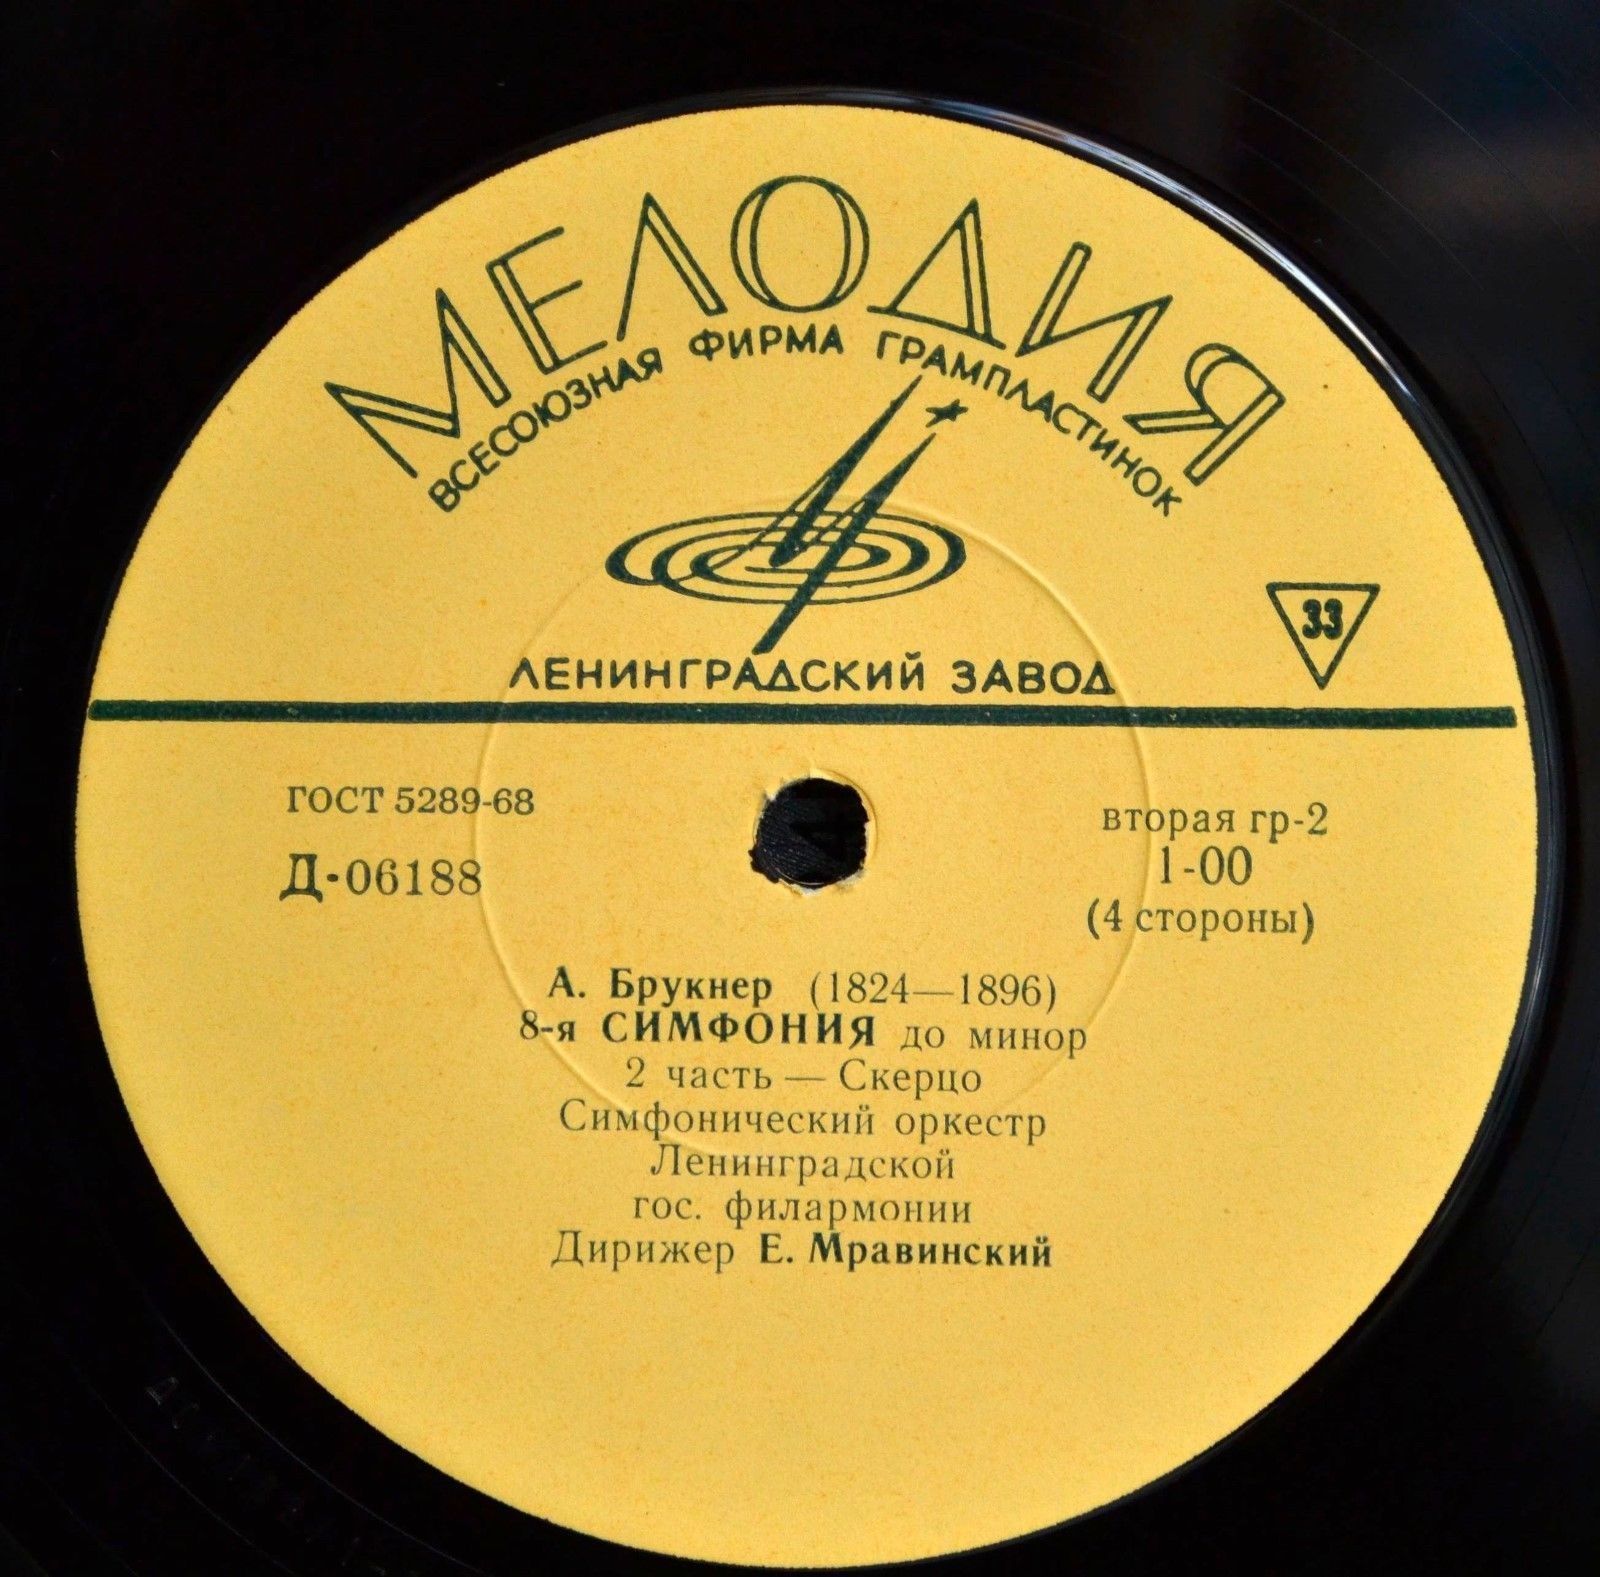 МЕЛОДИЯ
ВСЕСОЮЗНАЯ ФИРМА ГРАМПЛАСТИНОК
33
ЛЕНИНГРАДСКИЙ ЗАВОД
ГОСТ 5289-68
вторая гр-2
Д-06188
1-00
(4 стороны)
А. Брукнер (1824—1896)
8-я СИМФОНИЯ до минор
2 часть — Скерцо
Симфонический оркестр
Ленинградской
гос. филармонии
Дирижер Е. Мравинский